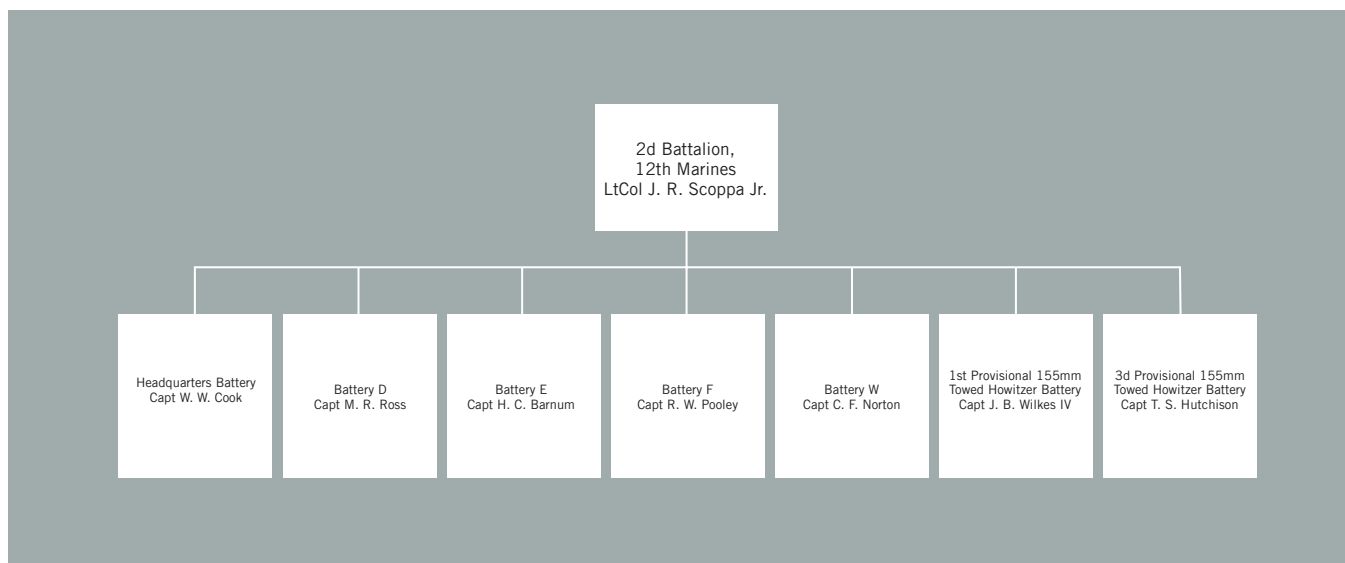 2d Battalion,
12th Marines
LtCol J. R. Scoppa Jr.
Headquarters Battery
Capt W. W. Cook
Battery D
Capt M. R. Ross
Battery E
Capt H. C. Barnum
Battery F
Capt R. W. Pooley
Battery W
Capt C. F. Norton
1st Provisional 155mm
Towed Howitzer Battery
Capt J. B. Wilkes IV
3d Provisional 155mm
Towed Howitzer Battery
Capt T. S. Hutchison